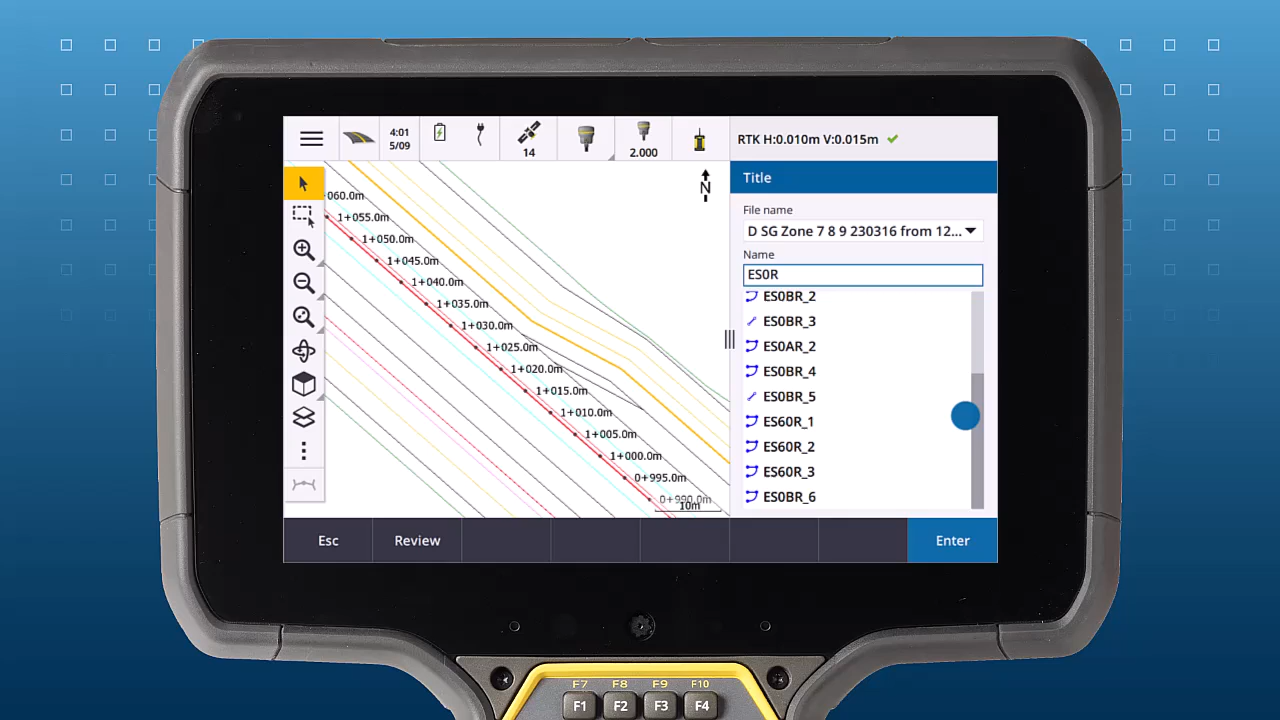 4:01
5/09
14
2.000
RTK H:0.010m V:0.015m
Title
File name
D SG Zone 7 8 9 230316 from 12...
Name
ES0R
ES0BR_2
ES0BR_3
ES0AR_2
ES0BR_4
ES0BR_5
ES60R_1
ES60R_2
ES60R_3
ES0BR_6
N
060.0m
1+055.0m
1+050.0m
1+045.0m
1+040.0m
1+035.0m
1+030.0m
1+025.0m
1+020.0m
1+015.0m
1+010.0m
1+005.0m
1+000.0m
0+995.0m
0+990.0m
10m
Esc
Review
Enter
F7 F8 F9 F10
F1 F2 F3 F4